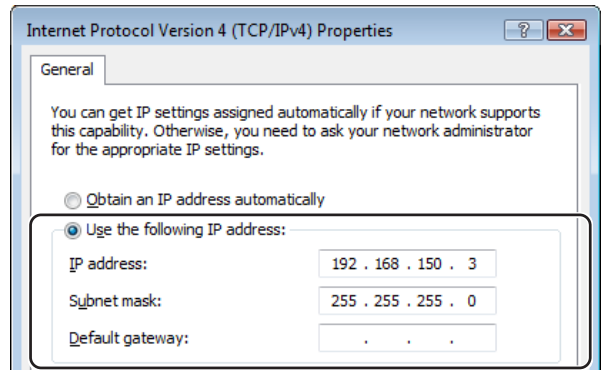 Internet Protocol Version 4 (TCP/IPv4) Properties
General
You can get IP settings assigned automatically if your network supports
this capability. Otherwise, you need to ask your network administrator
for the appropriate IP settings.
Obtain an IP address automatically
Use the following IP address:
IP address: 192 . 168 . 150 . 3
Subnet mask: 255 . 255 . 255 . 0
Default gateway: . . .